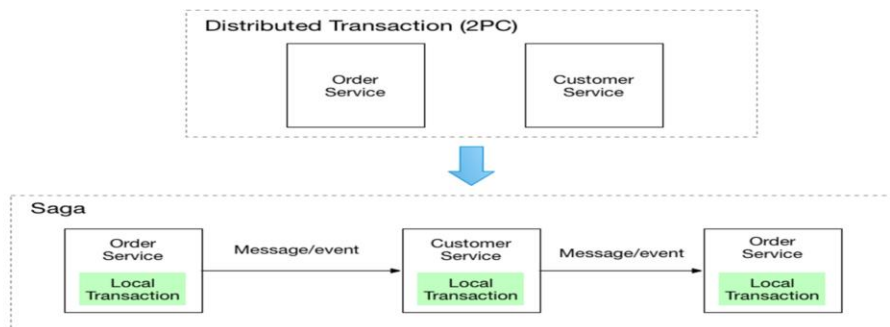 Distributed Transaction (2PC)
Order
Service
Customer
Service
Saga
Order
Service
Local
Transaction
Message/event
Customer
Service
Local
Transaction
Message/event
Order
Service
Local
Transaction